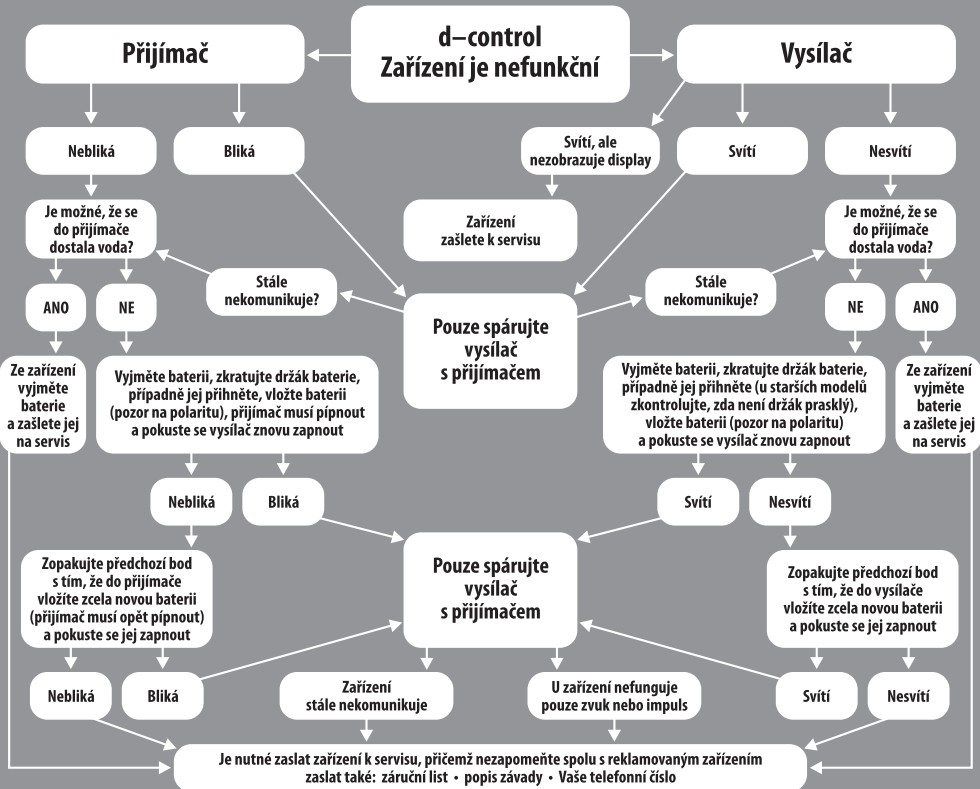 d–control
Zařízení je nefunkční
Přijímač
Vysílač
Nebliká
Bliká
Svítí, ale
nezobrazuje display
Svítí
Nesvítí
Je možné, že se
do přijímače
dostala voda?
Zařízení
zašlete k servisu
Je možné, že se
do přijímače
dostala voda?
Stále
nekomunikuje?
Stále
nekomunikuje?
ANO
NE
Pouze spárujte
vysílač
s přijímačem
NE
ANO
Ze zařízení
vyjměte
baterie
a zašlete jej
na servis
Vyjměte baterii, zkratujte držák baterie,
případně jej přihněte, vložte baterii
(pozor na polaritu), přijímač musí pípnout
a pokuste se vysílač znovu zapnout
Vyjměte baterii, zkratujte držák baterie,
případně jej přihněte (u starších modelů
zkontrolujte, zda není držák prasklý),
vložte baterii (pozor na polaritu)
a pokuste se vysílač znovu zapnout
Ze zařízení
vyjměte
baterie
a zašlete jej
na servis
Nebliká
Bliká
Svítí
Nesvítí
Zopakujte předchozí bod
s tím, že do přijímače
vložíte zcela novou baterii
(přijímač musí opět pípnout)
a pokuste se jej zapnout
Pouze spárujte
vysílač
s přijímačem
Zopakujte předchozí bod
s tím, že do vysílače
vložíte zcela novou baterii
a pokuste se jej zapnout
Nebliká
Bliká
Zařízení
stále nekomunikuje
U zařízení nefunguje
pouze zvuk nebo impuls
Svítí
Nesvítí
Je nutné zaslat zařízení k servisu, přičemž nezapomeňte spolu s reklamovaným zařízením
zaslat také: záruční list • popis závady • Vaše telefonní číslo